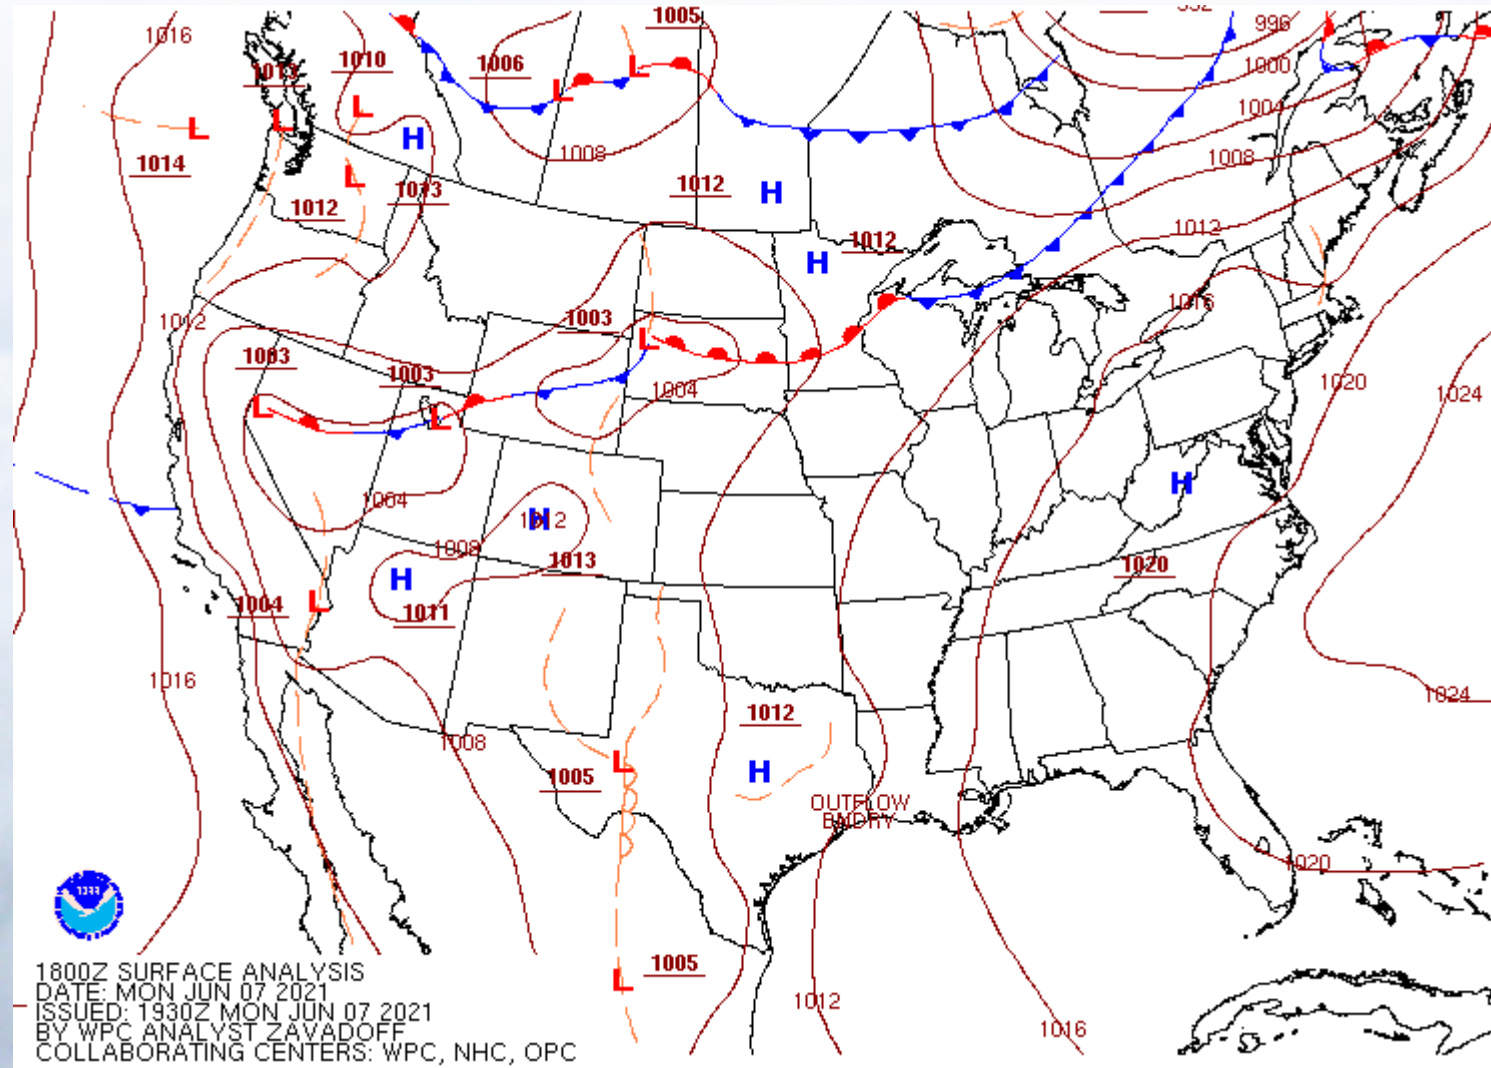 1005
992
996
1016
1010
1006
1013
1000
1004
L
L
L
L
L
H
1014
1008
1008
L
1013
1012
1012
H
1012
1012
H
1016
1012
1003
1003
L
1003
1004
1020
1024
L
L
H
1004
H
1012
1008
1013
1020
H
1004
L
1011
1016
1024
1012
1008
L
H
1005
OUTFLOW
BNDRY
1020
1005
L
1012
1016
1800Z SURFACE ANALYSIS
DATE: MON JUN 07 2021
ISSUED: 1930Z MON JUN 07 2021
BY WPC ANALYST ZAVADOFF
COLLABORATING CENTERS: WPC, NHC, OPC